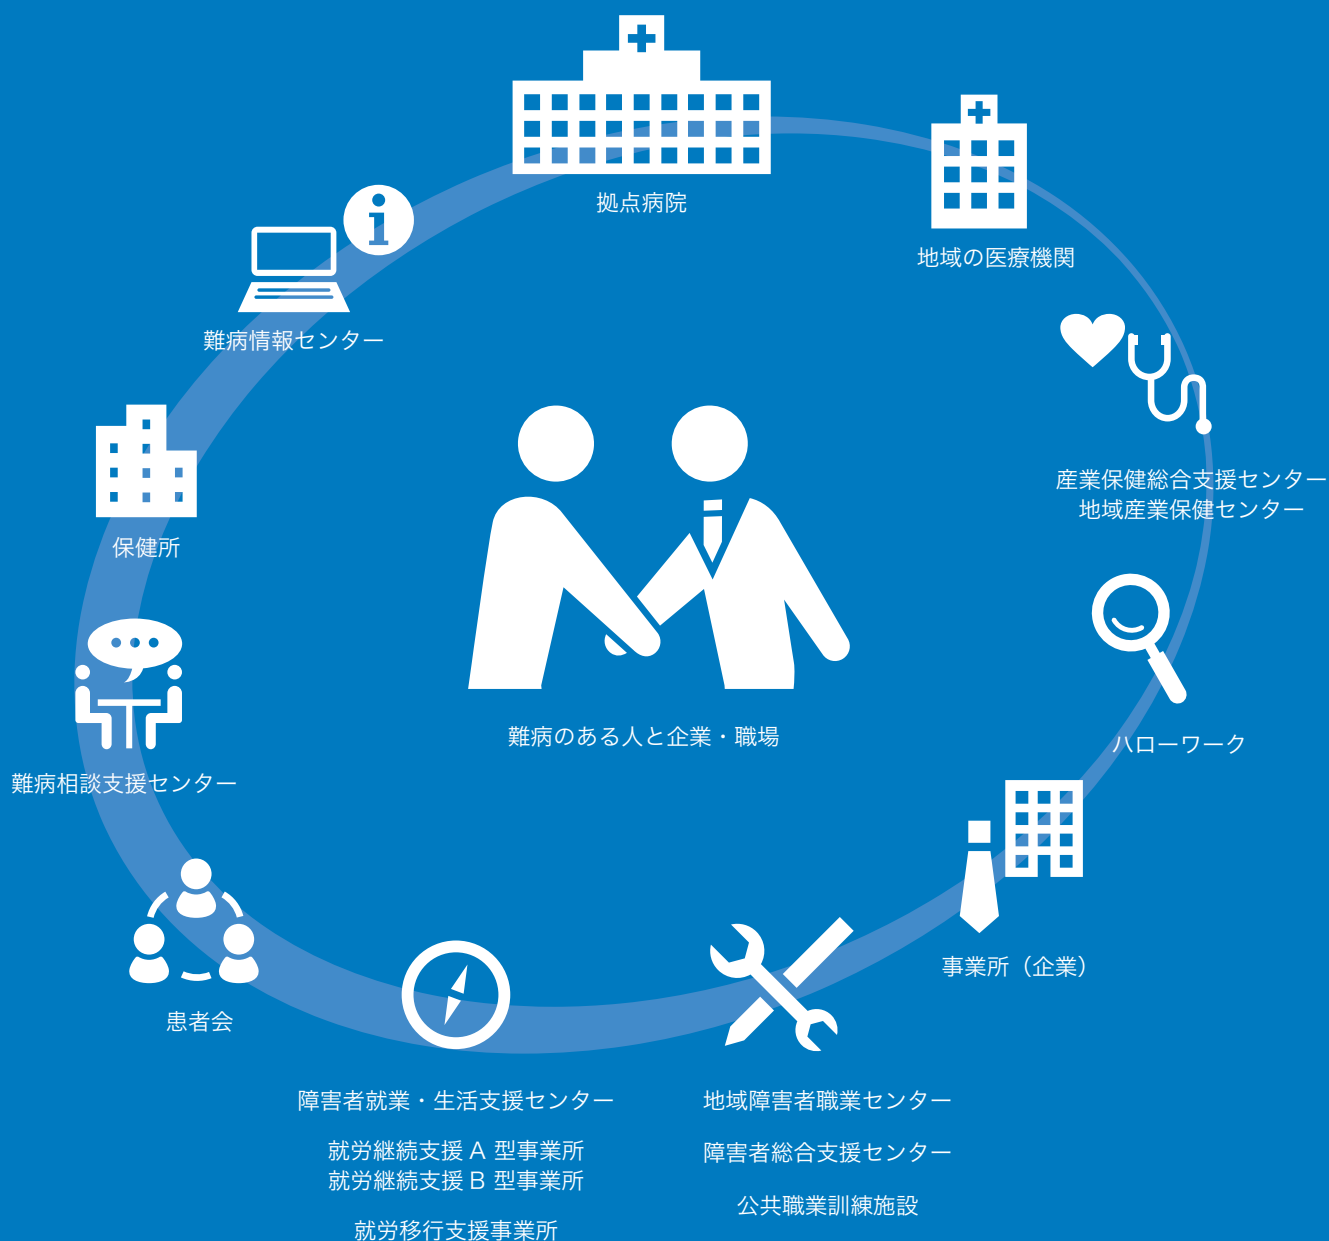 拠点病院
地域の医療機関
難病情報センター
産業保健総合支援センター
地域産業保健センター
保健所
難病のある人と企業・職場
ハローワーク
難病相談支援センター
事業所（企業）
患者会
障害者就業・生活支援センター
就労継続支援 A 型事業所
就労継続支援 B 型事業所
就労移行支援事業所
地域障害者職業センター
障害者総合支援センター
公共職業訓練施設